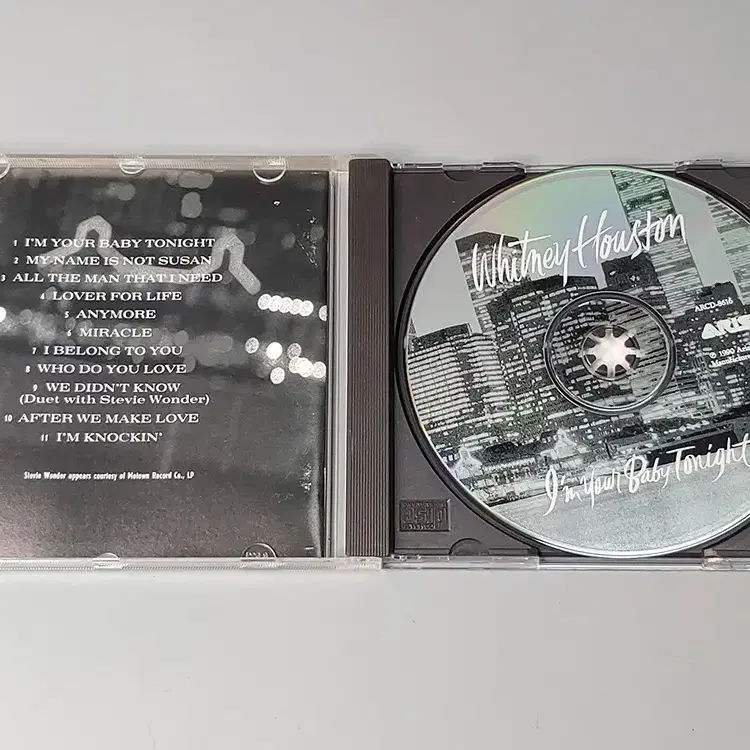 1 I'M YOUR BABY TONIGHT
2 MY NAME IS NOT SUSAN
3 ALL THE MAN THAT I NEED
4 LOVER FOR LIFE
5 ANYMORE
6 MIRACLE
7 I BELONG TO YOU
8 WHO DO YOU LOVE
9 WE DIDN'T KNOW
(Duet with Stevie Wonder)
10 AFTER WE MAKE LOVE
11 I'M KNOCKIN'
Stevie Wonder appears courtesy of Motown Record Co., LP
Whitney Houston
ARCD-8616
℗ 1990
I'm Your Baby Tonight